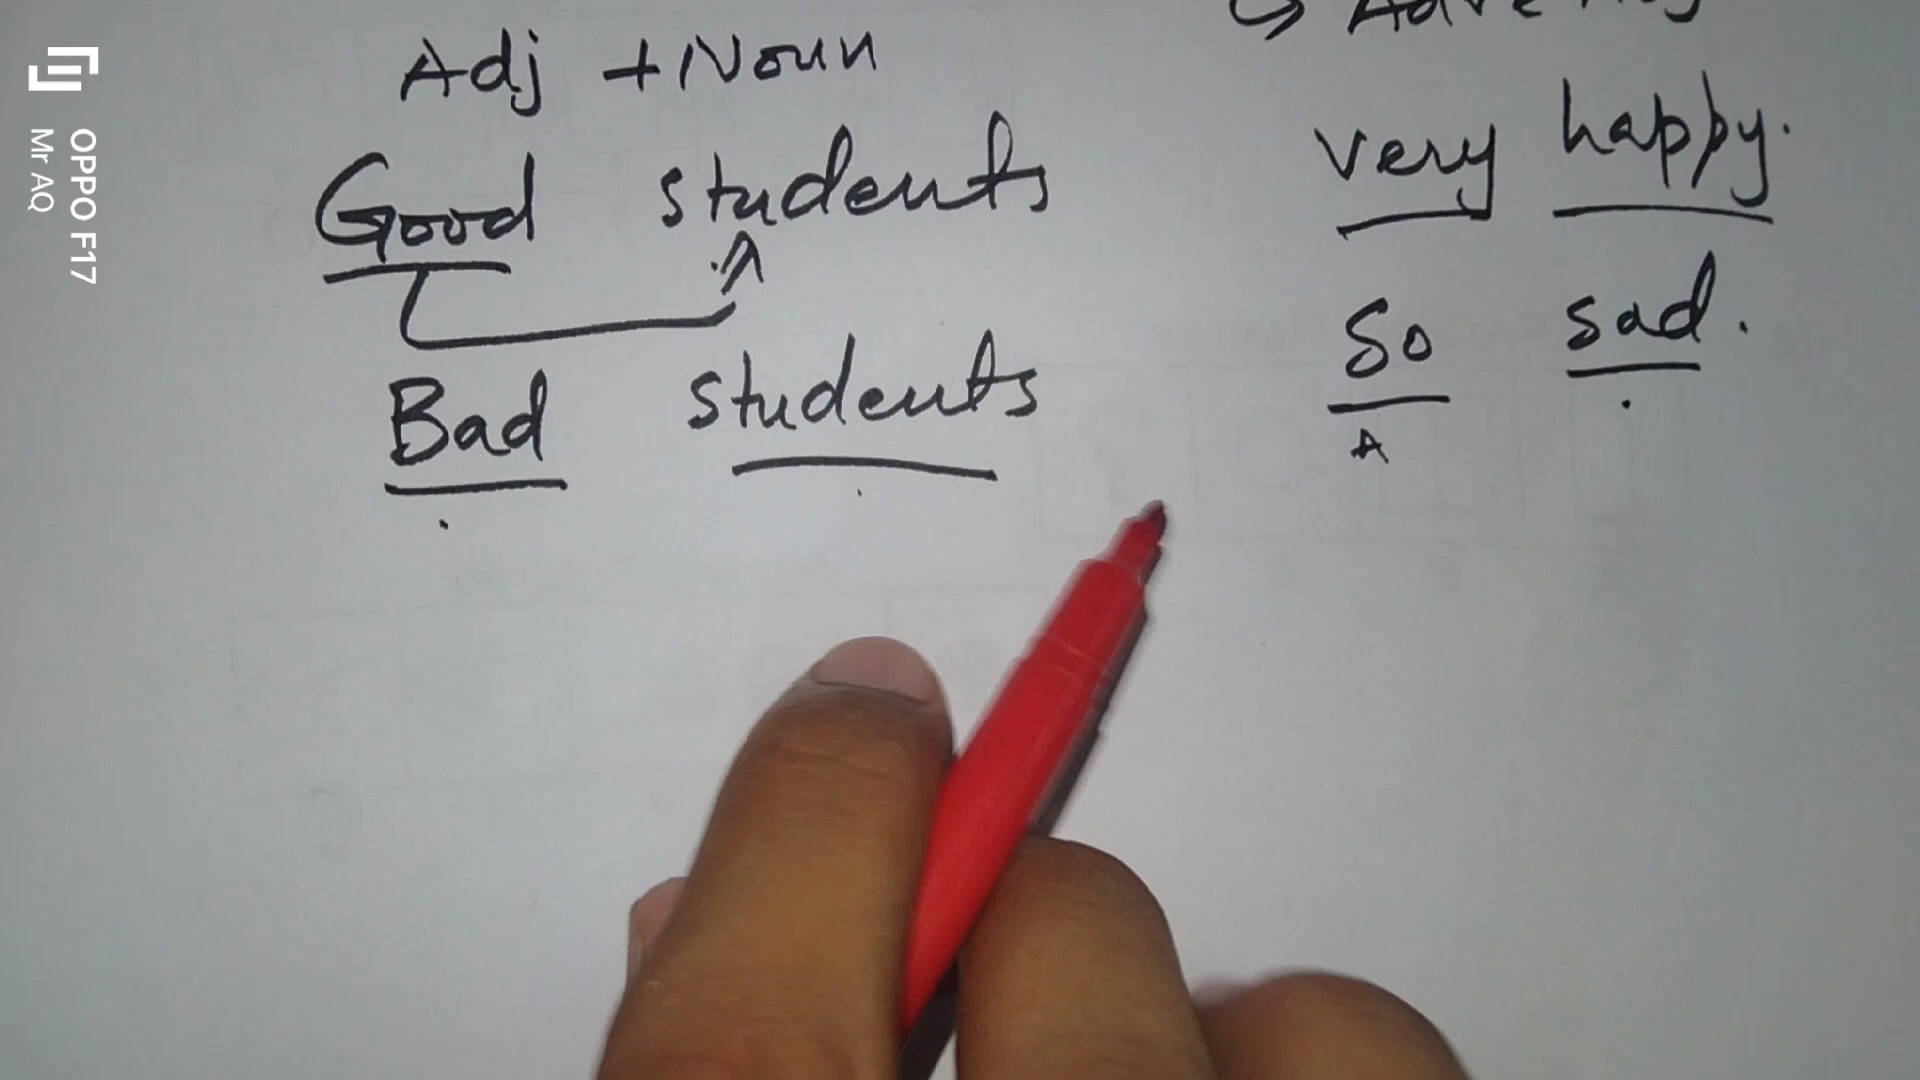 Adj + Noun
Good students
Bad students
very happy.
So sad.
A
OPPO F17
Mr AQ